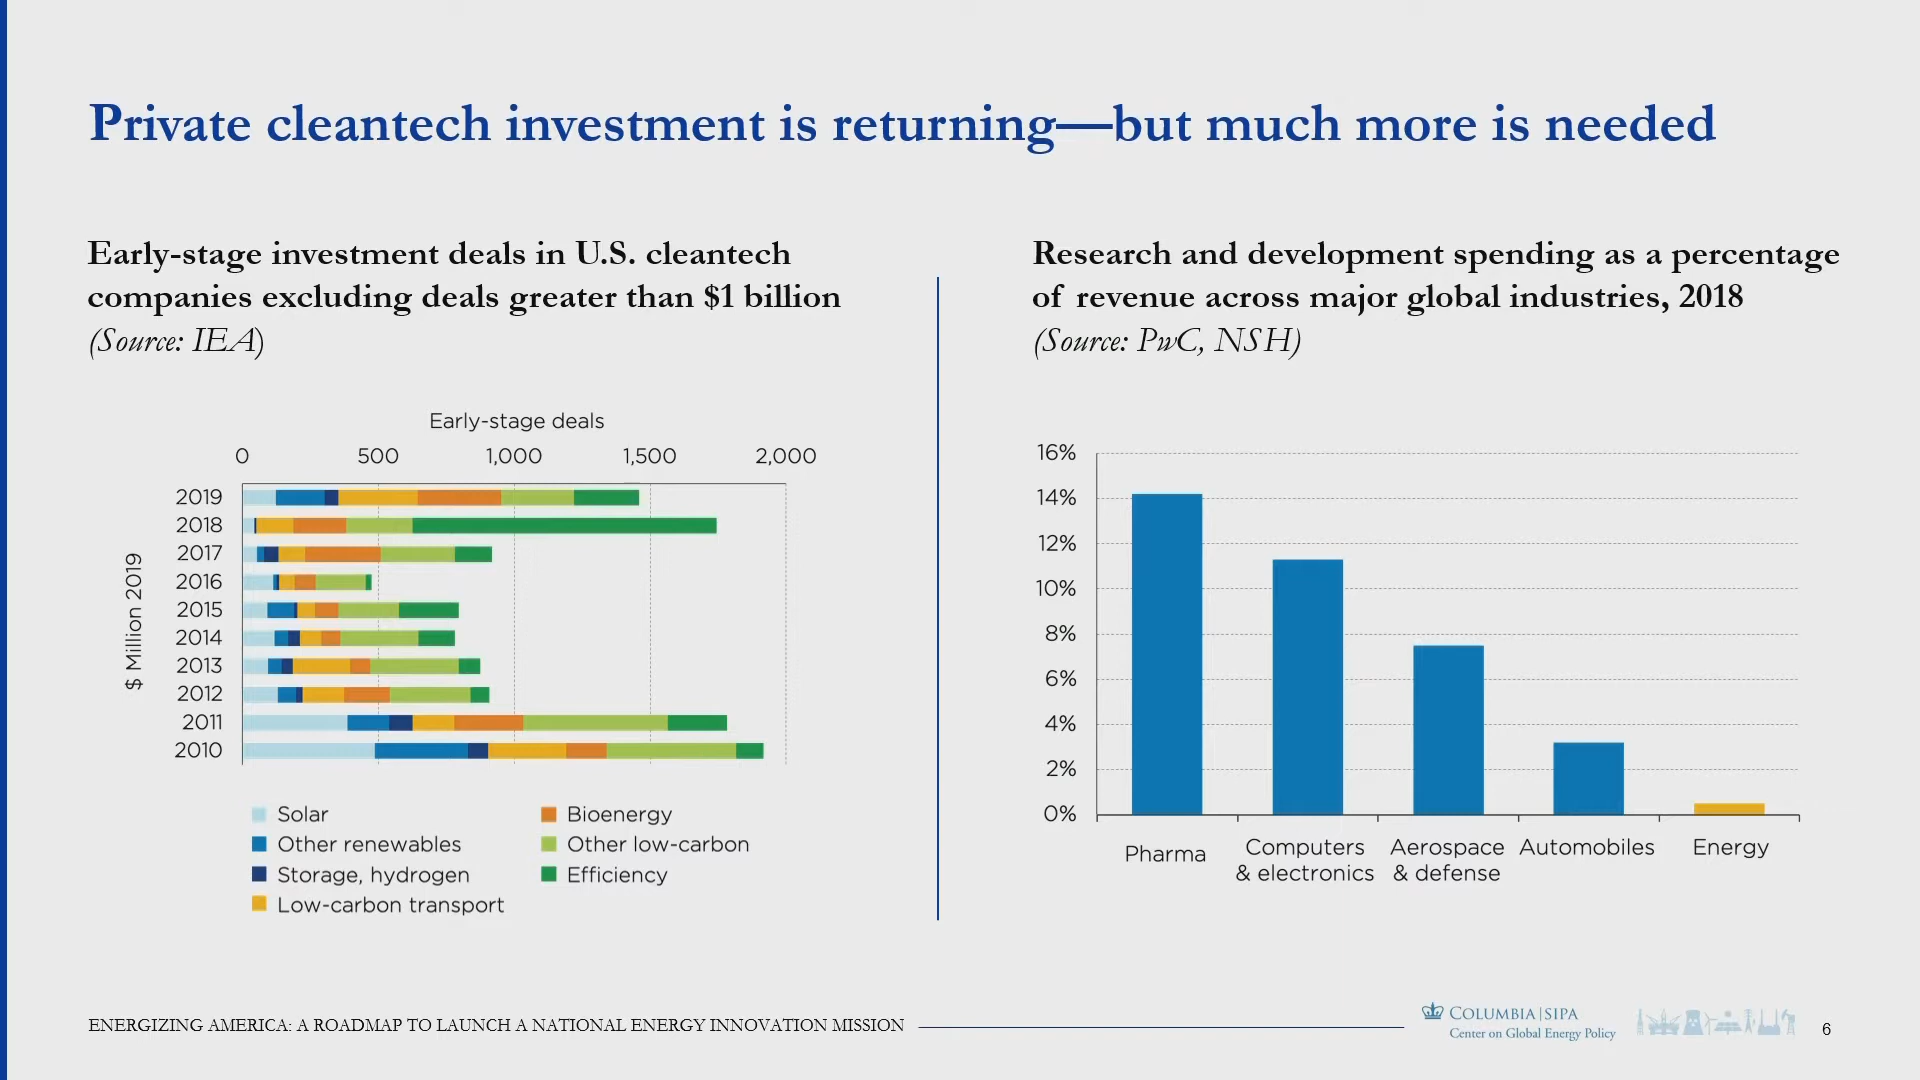 Private cleantech investment is returning—but much more is needed
Early-stage investment deals in U.S. cleantech
companies excluding deals greater than $1 billion
(Source: IEA)
Early-stage deals
0 500 1,000 1,500 2,000
$ Million 2019
2019
2018
2017
2016
2015
2014
2013
2012
2011
2010
Solar
Other renewables
Storage, hydrogen
Low-carbon transport
Bioenergy
Other low-carbon
Efficiency
Research and development spending as a percentage
of revenue across major global industries, 2018
(Source: PwC, NSH)
16%
14%
12%
10%
8%
6%
4%
2%
0%
Pharma
Computers
& electronics
Aerospace
& defense
Automobiles
Energy
ENERGIZING AMERICA: A ROADMAP TO LAUNCH A NATIONAL ENERGY INNOVATION MISSION
COLUMBIA | SIPA
Center on Global Energy Policy
6